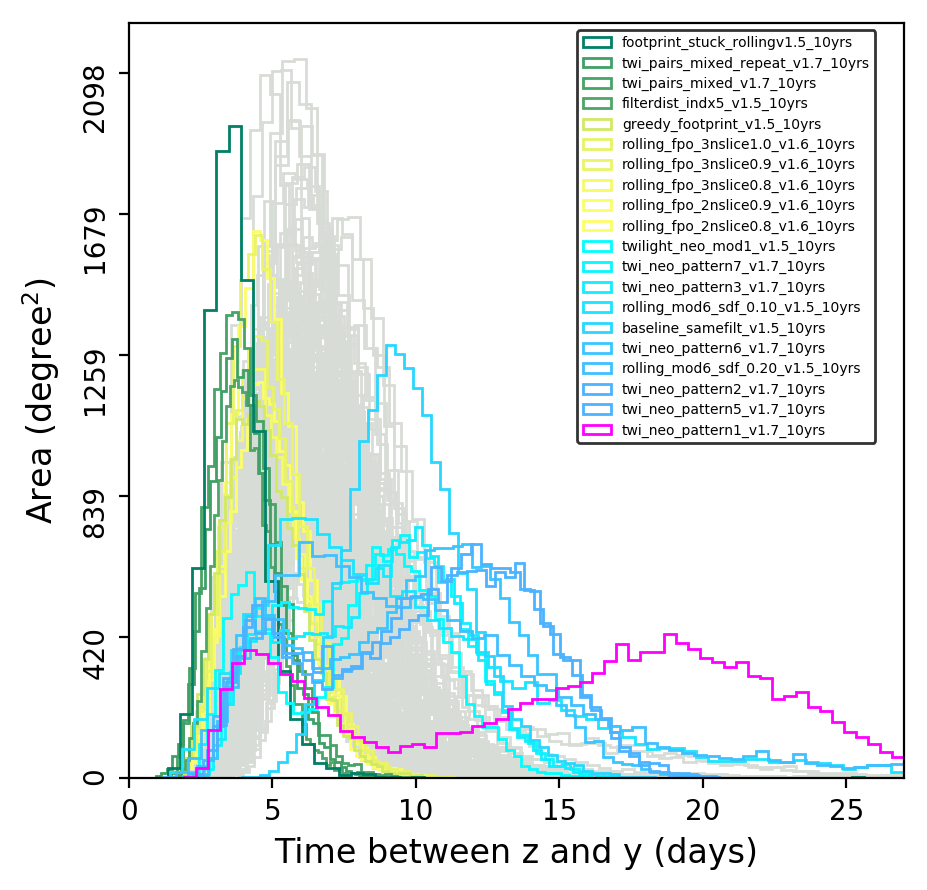 footprint_stuck_rollingv1.5_10yrs
twi_pairs_mixed_repeat_v1.7_10yrs
twi_pairs_mixed_v1.7_10yrs
filterdist_indx5_v1.5_10yrs
greedy_footprint_v1.5_10yrs
rolling_fpo_3nslice1.0_v1.6_10yrs
rolling_fpo_3nslice0.9_v1.6_10yrs
rolling_fpo_3nslice0.8_v1.6_10yrs
rolling_fpo_2nslice0.9_v1.6_10yrs
rolling_fpo_2nslice0.8_v1.6_10yrs
twilight_neo_mod1_v1.5_10yrs
twi_neo_pattern7_v1.7_10yrs
twi_neo_pattern3_v1.7_10yrs
rolling_mod6_sdf_0.10_v1.5_10yrs
baseline_samefilt_v1.5_10yrs
twi_neo_pattern6_v1.7_10yrs
rolling_mod6_sdf_0.20_v1.5_10yrs
twi_neo_pattern2_v1.7_10yrs
twi_neo_pattern5_v1.7_10yrs
twi_neo_pattern1_v1.7_10yrs
2098
1679
1259
839
420
0
Area (degree²)
0 5 10 15 20 25
Time between z and y (days)